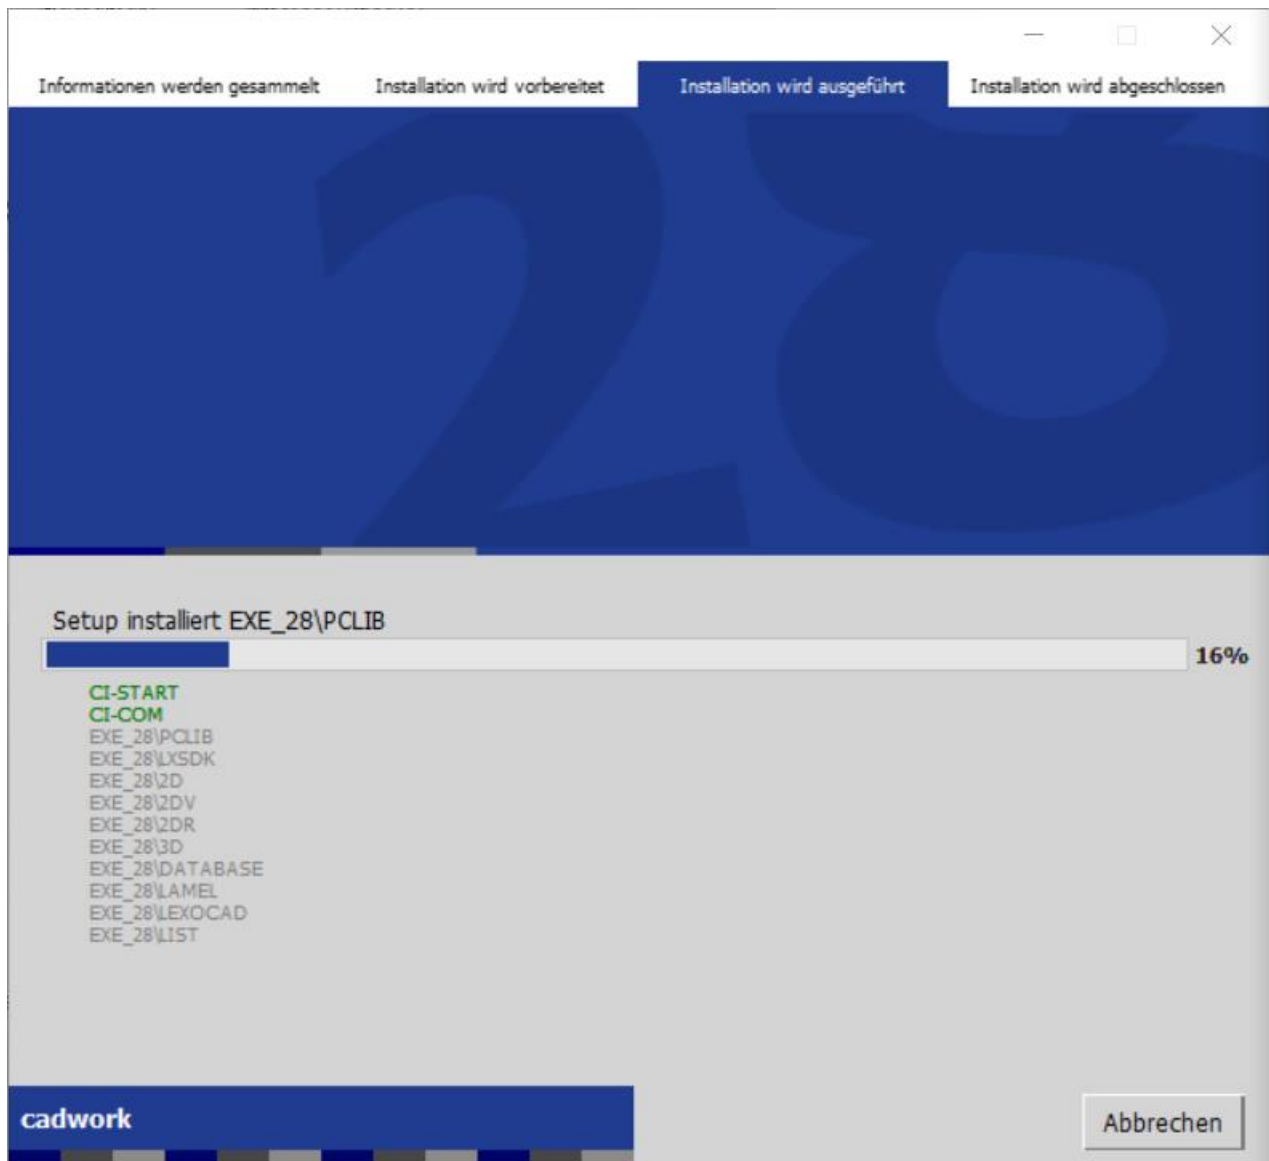 Informationen werden gesammelt Installation wird vorbereitet Installation wird ausgeführt Installation wird abgeschlossen
28
Setup installiert EXE_28\PCLIB
16%
CI-START
CI-COM
EXE_28\PCLIB
EXE_28\LXSDK
EXE_28\2D
EXE_28\2DV
EXE_28\2DR
EXE_28\3D
EXE_28\DATABASE
EXE_28\LAMEL
EXE_28\LEXOCAD
EXE_28\LIST
cadwork
Abbrechen